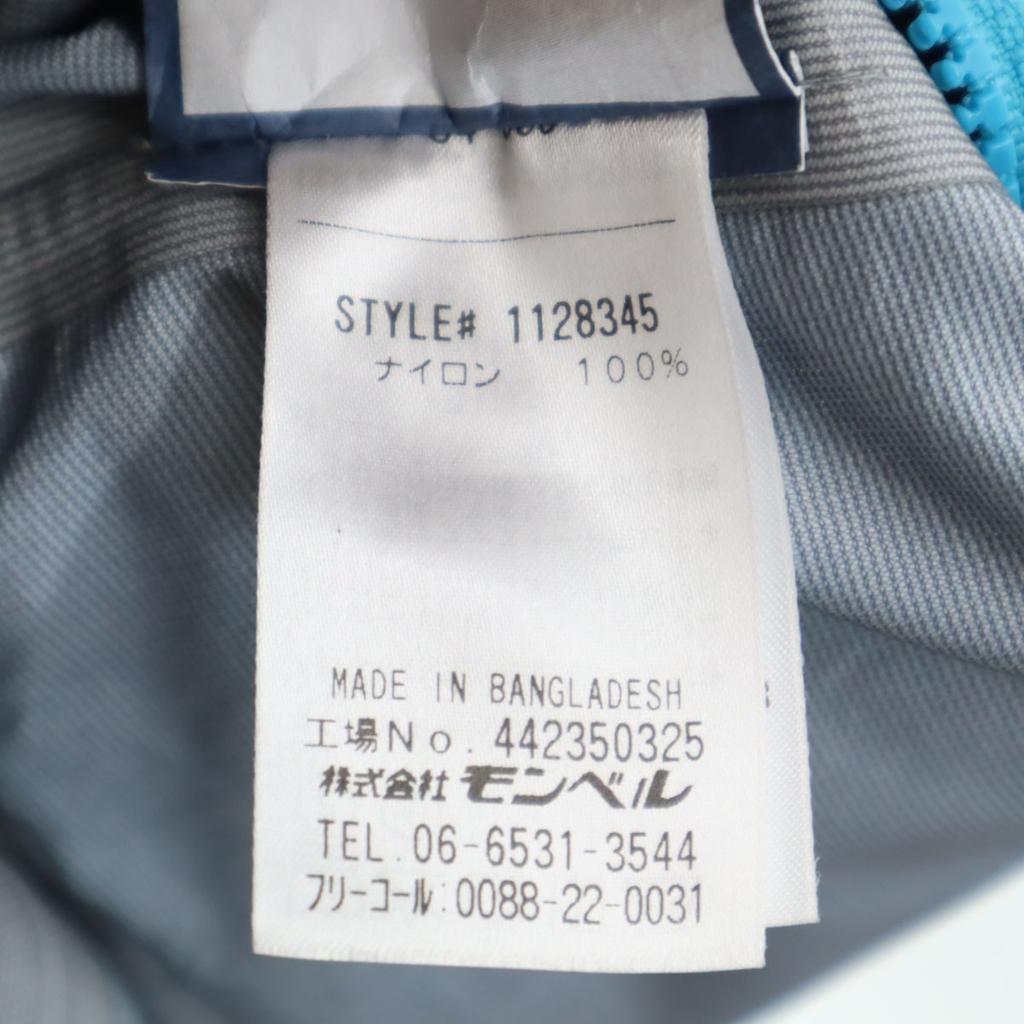 STYLE# 1128345
ナイロン 100%
MADE IN BANGLADESH
工場No. 442350325
株式会社 モンベル
TEL.06-6531-3544
フリーコール:0088-22-0031